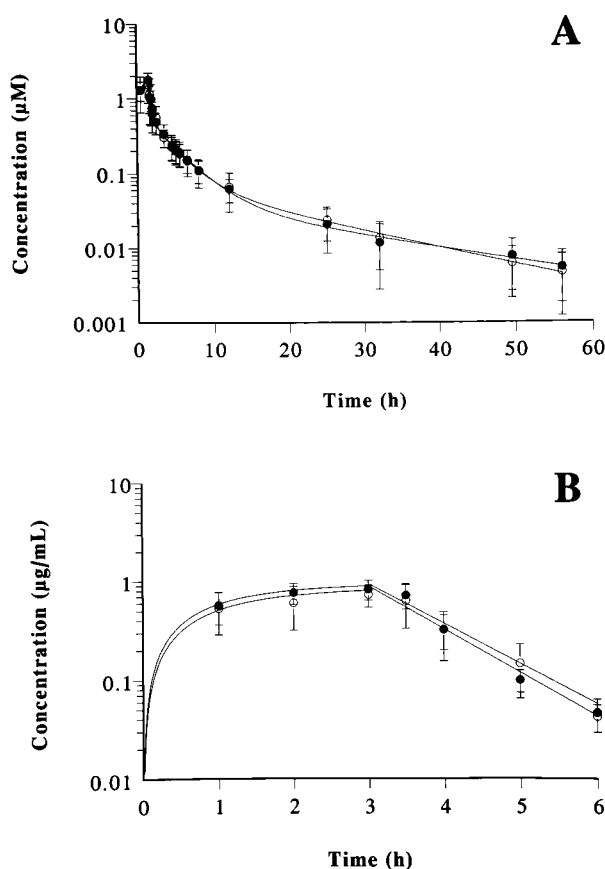 A
10
1
0.1
0.01
0.001
Concentration (µM)
0 10 20 30 40 50 60
Time (h)
B
10
1
0.1
0.01
Concentration (µg/mL)
0 1 2 3 4 5 6
Time (h)